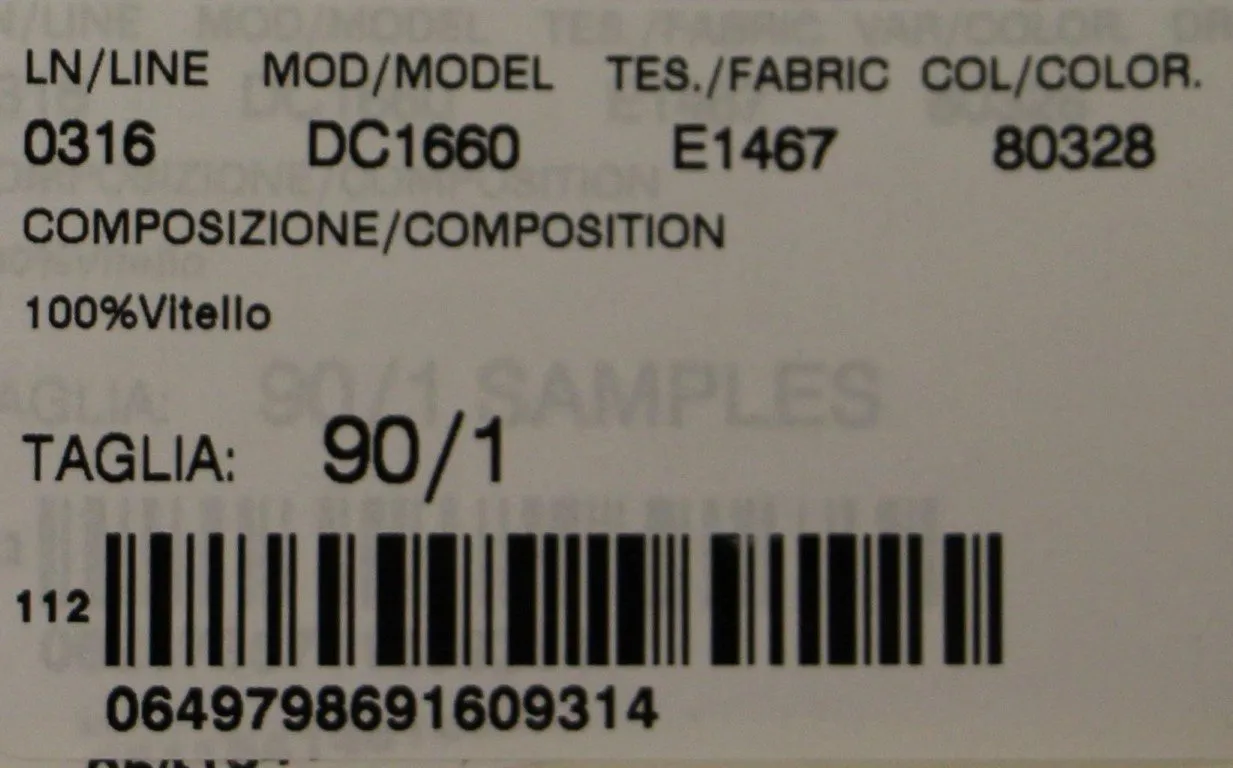 LN/LINE MOD/MODEL TES./FABRIC COL/COLOR.
0316 DC1660 E1467 80328
COMPOSIZIONE/COMPOSITION
100%Vitello
90/1 SAMPLES
TAGLIA: 90/1
112
0649798691609314